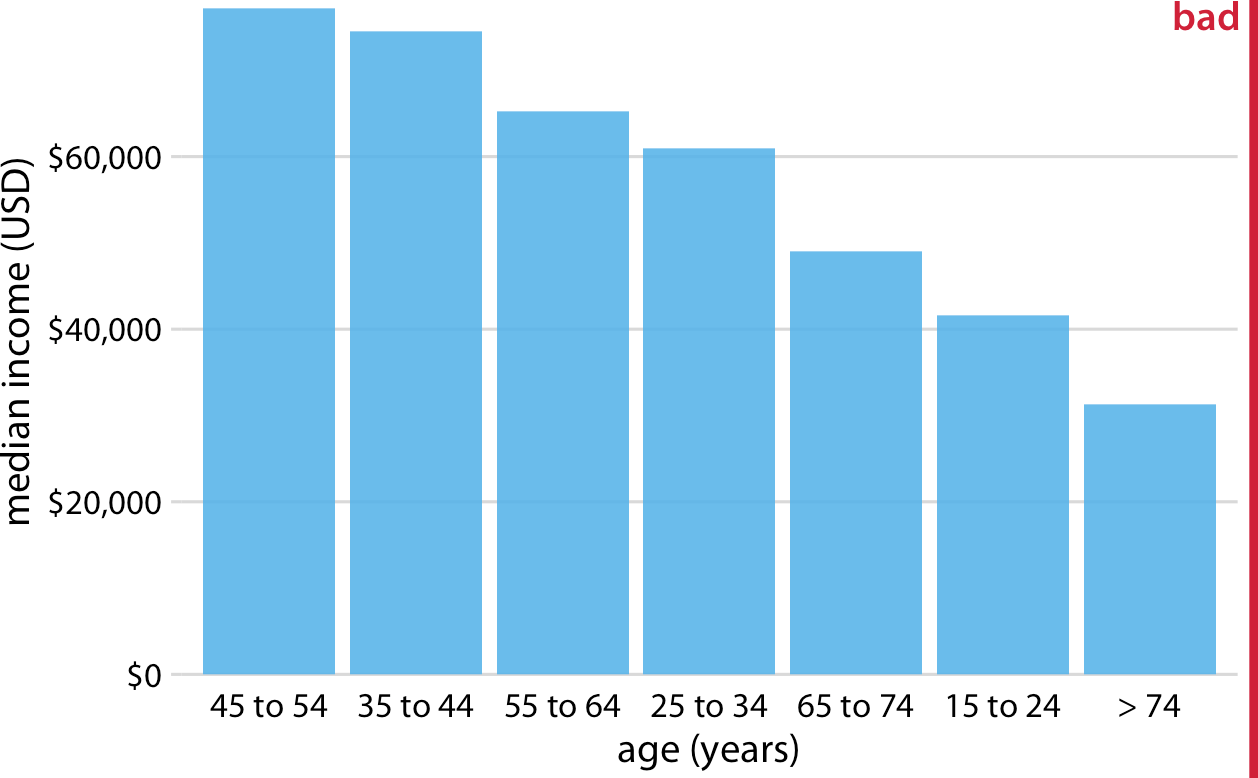 bad
median income (USD)
$60,000
$40,000
$20,000
$0
45 to 54
35 to 44
55 to 64
25 to 34
65 to 74
15 to 24
> 74
age (years)